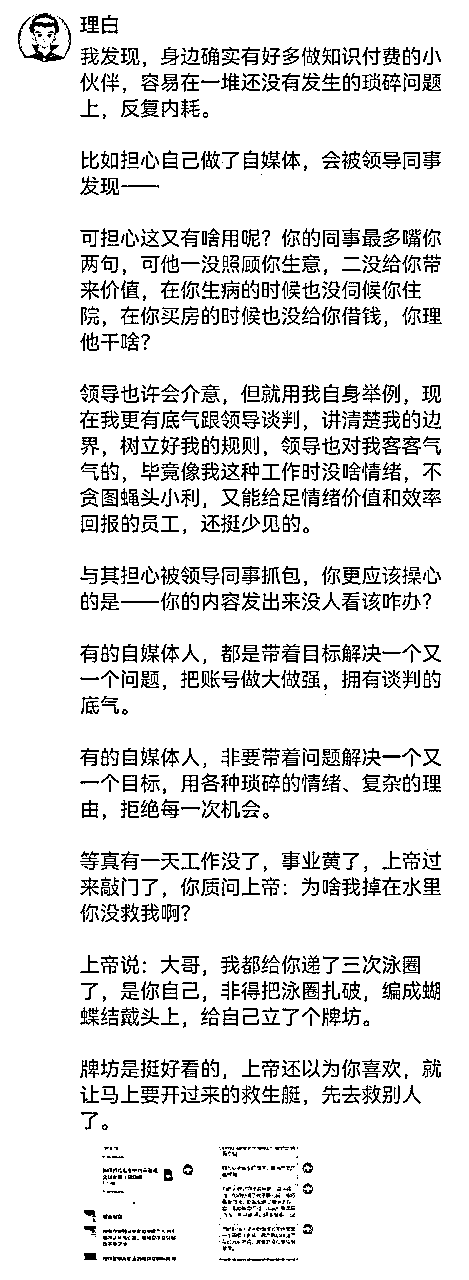 理白
我发现，身边确实有好多做知识付费的小
伙伴，容易在一堆还没有发生的琐碎问题
上，反复内耗。
比如担心自己做了自媒体，会被领导同事
发现——
可担心这又有啥用呢？你的同事最多嘴你
两句，可他一没照顾你生意，二没给你带
来价值，在你生病的时候也没伺候你住
院，在你买房的时候也没给你借钱，你理
他干啥？
领导也许会介意，但就用我自身举例，现
在我更有底气跟领导谈判，讲清楚我的边
界，树立好我的规则，领导也对我客客气
气的，毕竟像我这种工作时没啥情绪，不
贪图蝇头小利，又能给足情绪价值和效率
回报的员工，还挺少见的。
与其担心被领导同事抓包，你更应该操心
的是——你的内容发出来没人看该咋办？
有的自媒体人，都是带着目标解决一个又
一个问题，把账号做大做强，拥有谈判的
底气。
有的自媒体人，非要带着问题解决一个又
一个目标，用各种琐碎的情绪、复杂的理
由，拒绝每一次机会。
等真有一天工作没了，事业黄了，上帝过
来敲门了，你质问上帝：为啥我掉在水里
你没救我啊？
上帝说：大哥，我都给你递了三次泳圈
了，是你自己，非得把泳圈扎破，编成蝴
蝶结戴头上，给自己立了个牌坊。
牌坊是挺好看的，上帝还以为你喜欢，就
让马上要开过来的救生艇，先去救别人
了。